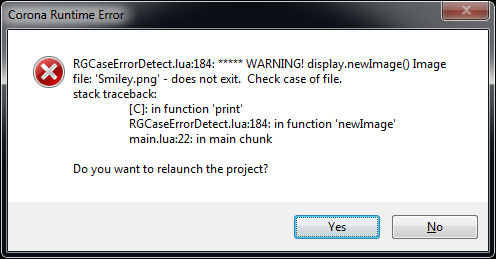 Corona Runtime Error
RGCaseErrorDetect.lua:184: ***** WARNING! display.newImage() Image
file: 'Smiley.png' - does not exit.  Check case of file.
stack traceback:
[C]: in function 'print'
RGCaseErrorDetect.lua:184: in function 'newImage'
main.lua:22: in main chunk
Do you want to relaunch the project?
Yes
No